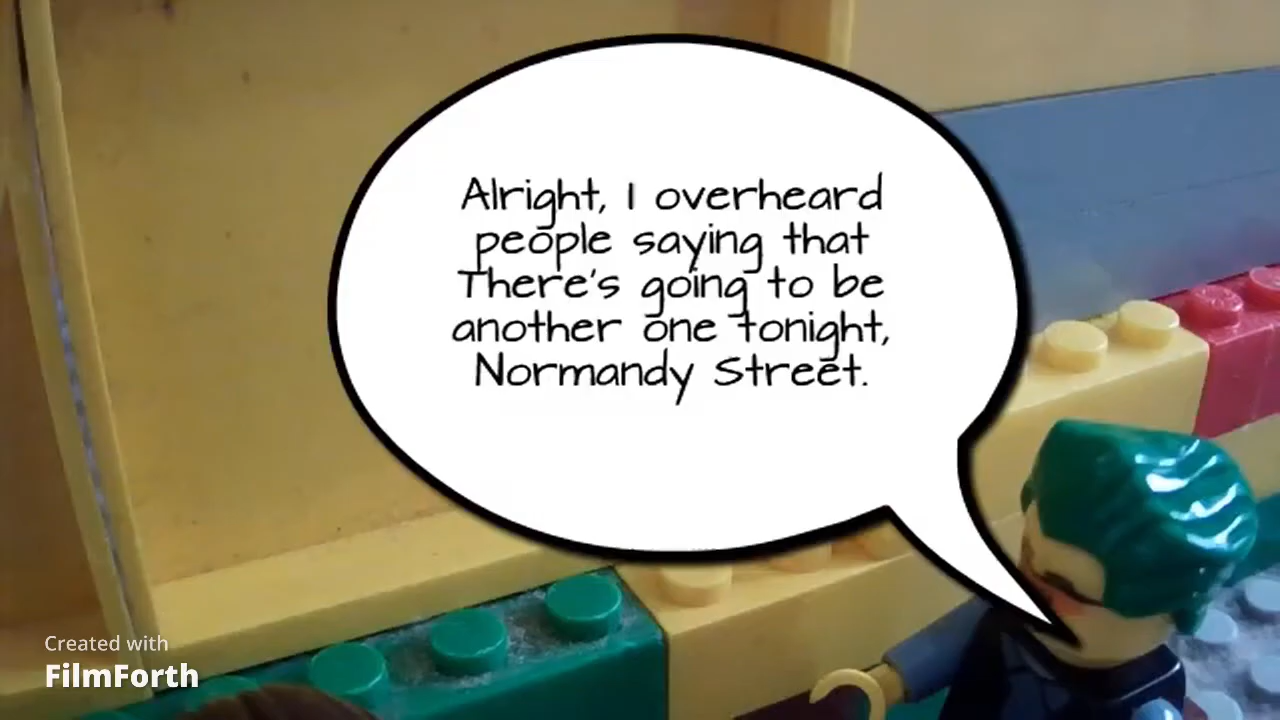 Alright, I overheard
people saying that
There's going to be
another one tonight,
Normandy Street.
Created with
FilmForth